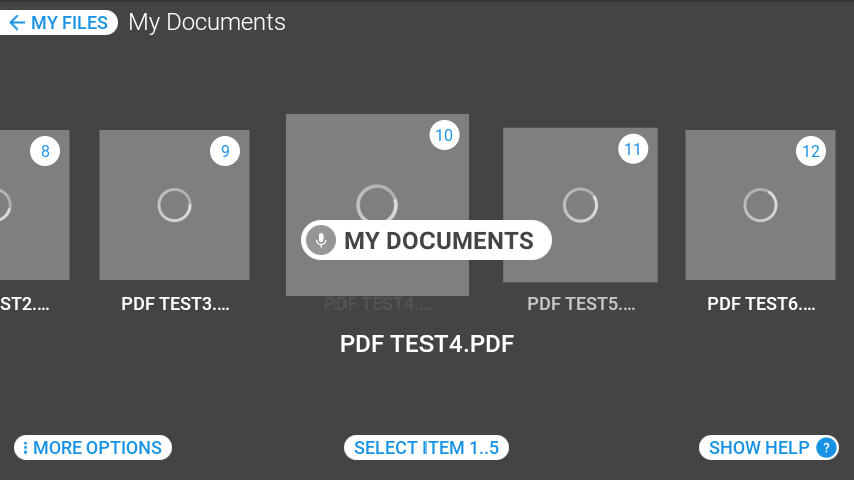 MY FILES
My Documents
8
9
10
11
12
MY DOCUMENTS
ST2....
PDF TEST3....
PDF TEST4....
PDF TEST5....
PDF TEST6....
PDF TEST4.PDF
MORE OPTIONS
SELECT ITEM 1..5
SHOW HELP ?